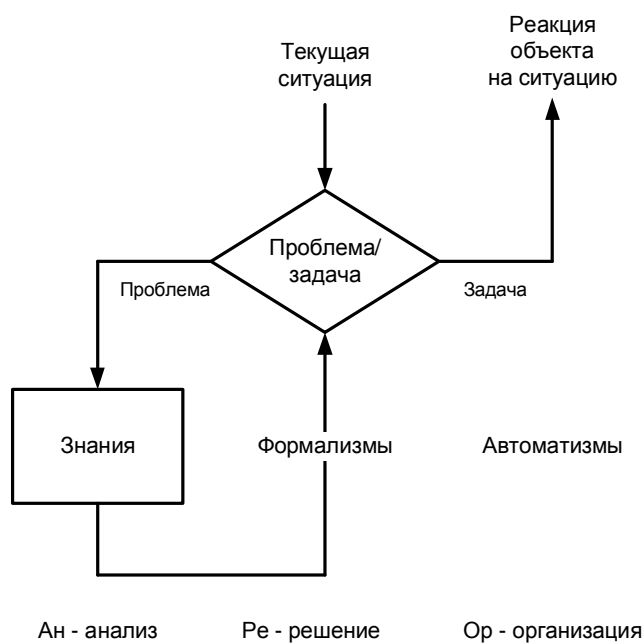 Текущая
ситуация
Реакция
объекта
на ситуацию
Проблема/
задача
Проблема
Задача
Знания
Формализмы
Автоматизмы
Ан - анализ
Ре - решение
Ор - организация